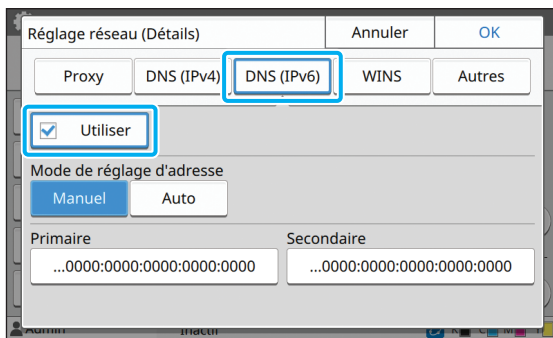 Réglage réseau (Détails) Annuler OK
Proxy DNS (IPv4) DNS (IPv6) WINS Autres
Utiliser
Mode de réglage d'adresse
Manuel Auto
Primaire Secondaire
...0000:0000:0000:0000:0000 ...0000:0000:0000:0000:0000
Admin Inactif K C M Y